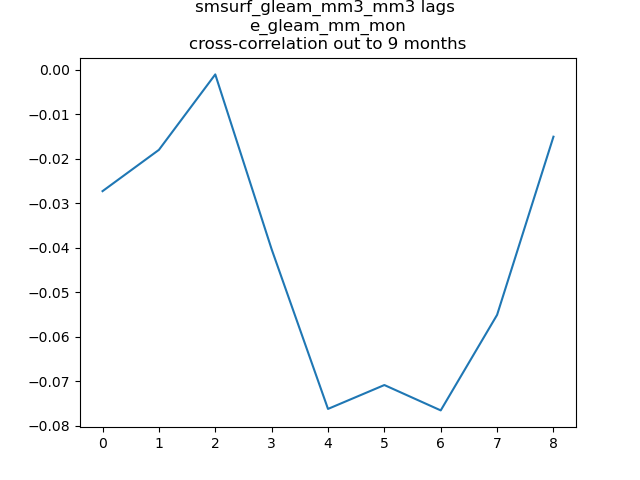 smsurf_gleam_mm3_mm3 lags
e_gleam_mm_mon
cross-correlation out to 9 months
0.00
−0.01
−0.02
−0.03
−0.04
−0.05
−0.06
−0.07
−0.08
0 1 2 3 4 5 6 7 8